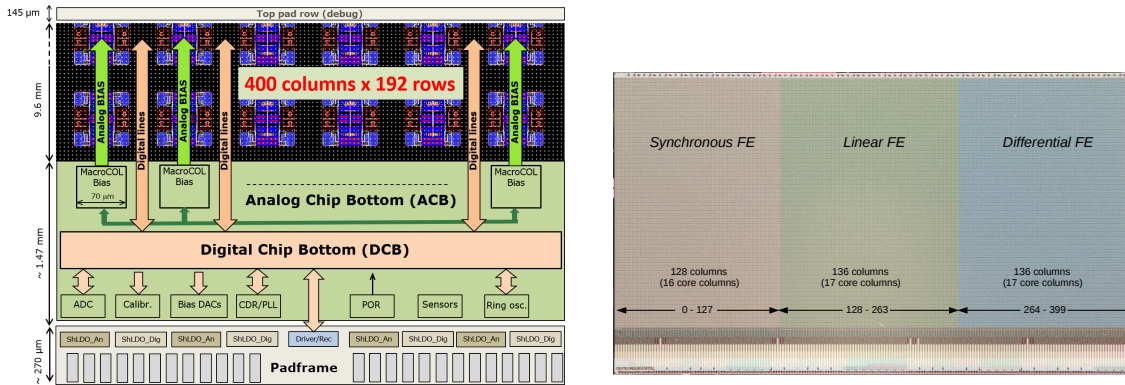 145 µm
Top pad row (debug)
9.6 mm
Analog BIAS
Digital lines
Analog BIAS
Digital lines
400 columns x 192 rows
Digital lines
Analog BIAS
MacroCOL
Bias
70 µm
MacroCOL
Bias
MacroCOL
Bias
Analog Chip Bottom (ACB)
~ 1.47 mm
Digital Chip Bottom (DCB)
ADC
Calibr.
Bias DACs
CDR/PLL
POR
Sensors
Ring osc.
~ 270 µm
ShLDO_An
ShLDO_Dig
ShLDO_An
ShLDO_Dig
Driver/Rec
ShLDO_An
ShLDO_Dig
ShLDO_An
ShLDO_Dig
Padframe
Synchronous FE
Linear FE
Differential FE
128 columns
(16 core columns)
136 columns
(17 core columns)
136 columns
(17 core columns)
0 - 127
128 - 263
264 - 399